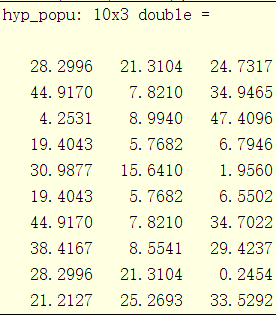 hyp_popu: 10x3 double =
28.2996 21.3104 24.7317
44.9170 7.8210 34.9465
4.2531 8.9940 47.4096
19.4043 5.7682 6.7946
30.9877 15.6410 1.9560
19.4043 5.7682 6.5502
44.9170 7.8210 34.7022
38.4167 8.5541 29.4237
28.2996 21.3104 0.2454
21.2127 25.2693 33.5292